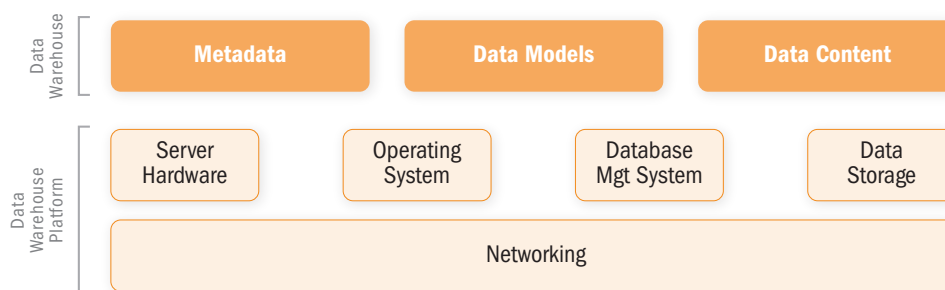 Data
Warehouse
Metadata
Data Models
Data Content
Data
Warehouse
Platform
Server
Hardware
Operating
System
Database
Mgt System
Data
Storage
Networking